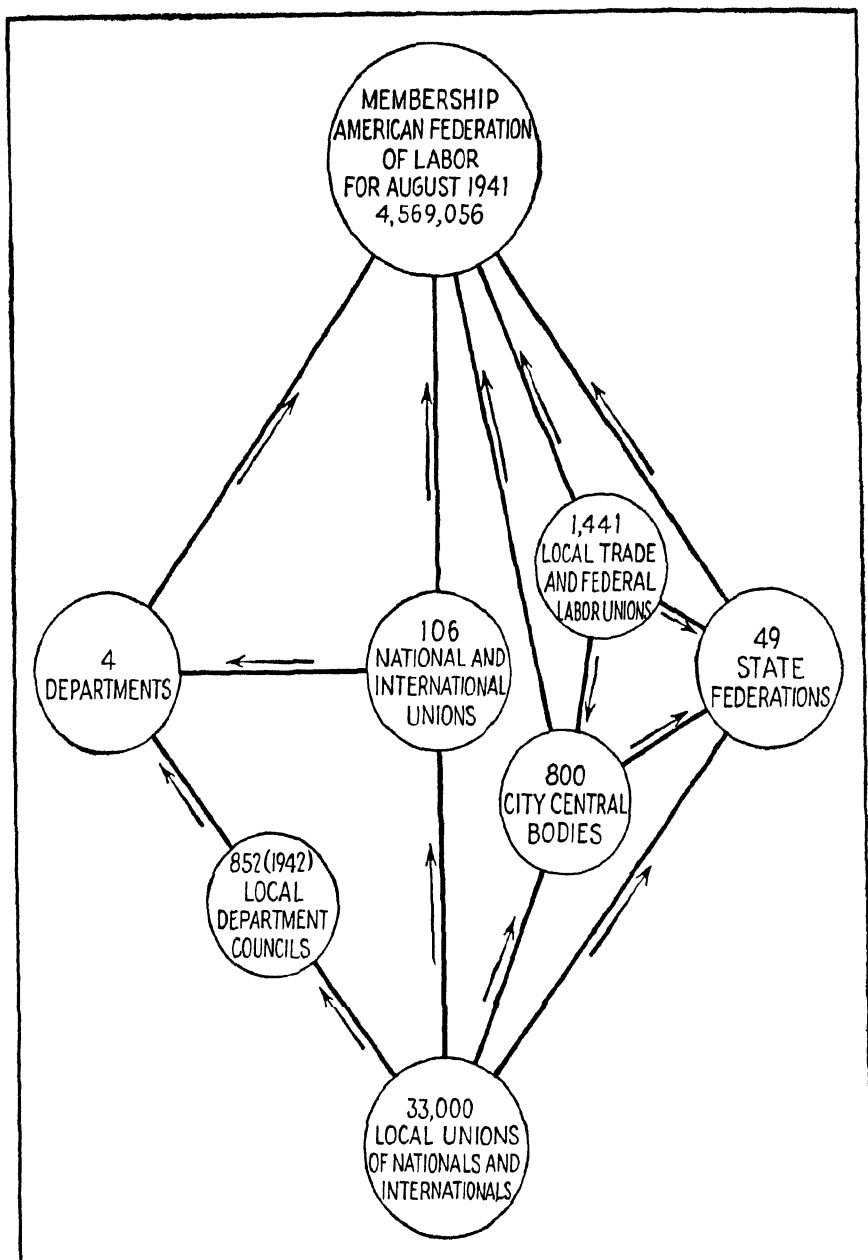 MEMBERSHIP
AMERICAN FEDERATION
OF LABOR
FOR AUGUST 1941
4,569,056
1,441
LOCAL TRADE
AND FEDERAL
LABOR UNIONS
4
DEPARTMENTS
106
NATIONAL AND
INTERNATIONAL
UNIONS
49
STATE
FEDERATIONS
800
CITY CENTRAL
BODIES
852(1942)
LOCAL
DEPARTMENT
COUNCILS
33,000
LOCAL UNIONS
OF NATIONALS AND
INTERNATIONALS